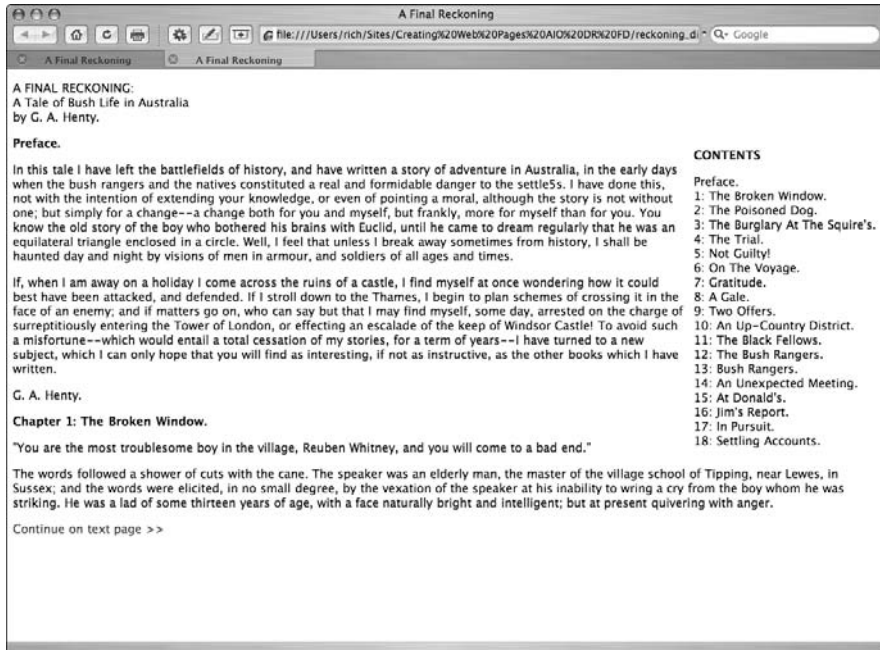 A Final Reckoning
file:///Users/rich/Sites/Creating%20Web%20Pages%20AIO%20DR%20FD/reckoning_di
Google
A Final Reckoning
A Final Reckoning
A FINAL RECKONING:
A Tale of Bush Life in Australia
by G. A. Henty.
Preface.
In this tale I have left the battlefields of history, and have written a story of adventure in Australia, in the early days
when the bush rangers and the natives constituted a real and formidable danger to the settle5s. I have done this,
not with the intention of extending your knowledge, or even of pointing a moral, although the story is not without
one; but simply for a change--a change both for you and myself, but frankly, more for myself than for you. You
know the old story of the boy who bothered his brains with Euclid, until he came to dream regularly that he was an
equilateral triangle enclosed in a circle. Well, I feel that unless I break away sometimes from history, I shall be
haunted day and night by visions of men in armour, and soldiers of all ages and times.
If, when I am away on a holiday I come across the ruins of a castle, I find myself at once wondering how it could
best have been attacked, and defended. If I stroll down to the Thames, I begin to plan schemes of crossing it in the
face of an enemy; and if matters go on, who can say but that I may find myself, some day, arrested on the charge of
surreptitiously entering the Tower of London, or effecting an escalade of the keep of Windsor Castle! To avoid such
a misfortune--which would entail a total cessation of my stories, for a term of years--I have turned to a new
subject, which I can only hope that you will find as interesting, if not as instructive, as the other books which I have
written.
G. A. Henty.
CONTENTS
Preface.
1: The Broken Window.
2: The Poisoned Dog.
3: The Burglary At The Squire's.
4: The Trial.
5: Not Guilty!
6: On The Voyage.
7: Gratitude.
8: A Gale.
9: Two Offers.
10: An Up-Country District.
11: The Black Fellows.
12: The Bush Rangers.
13: Bush Rangers.
14: An Unexpected Meeting.
15: At Donald's.
16: Jim's Report.
17: In Pursuit.
18: Settling Accounts.
Chapter 1: The Broken Window.
"You are the most troublesome boy in the village, Reuben Whitney, and you will come to a bad end."
The words followed a shower of cuts with the cane. The speaker was an elderly man, the master of the village school of Tipping, near Lewes, in
Sussex; and the words were elicited, in no small degree, by the vexation of the speaker at his inability to wring a cry from the boy whom he was
striking. He was a lad of some thirteen years of age, with a face naturally bright and intelligent; but at present quivering with anger.
Continue on text page >>